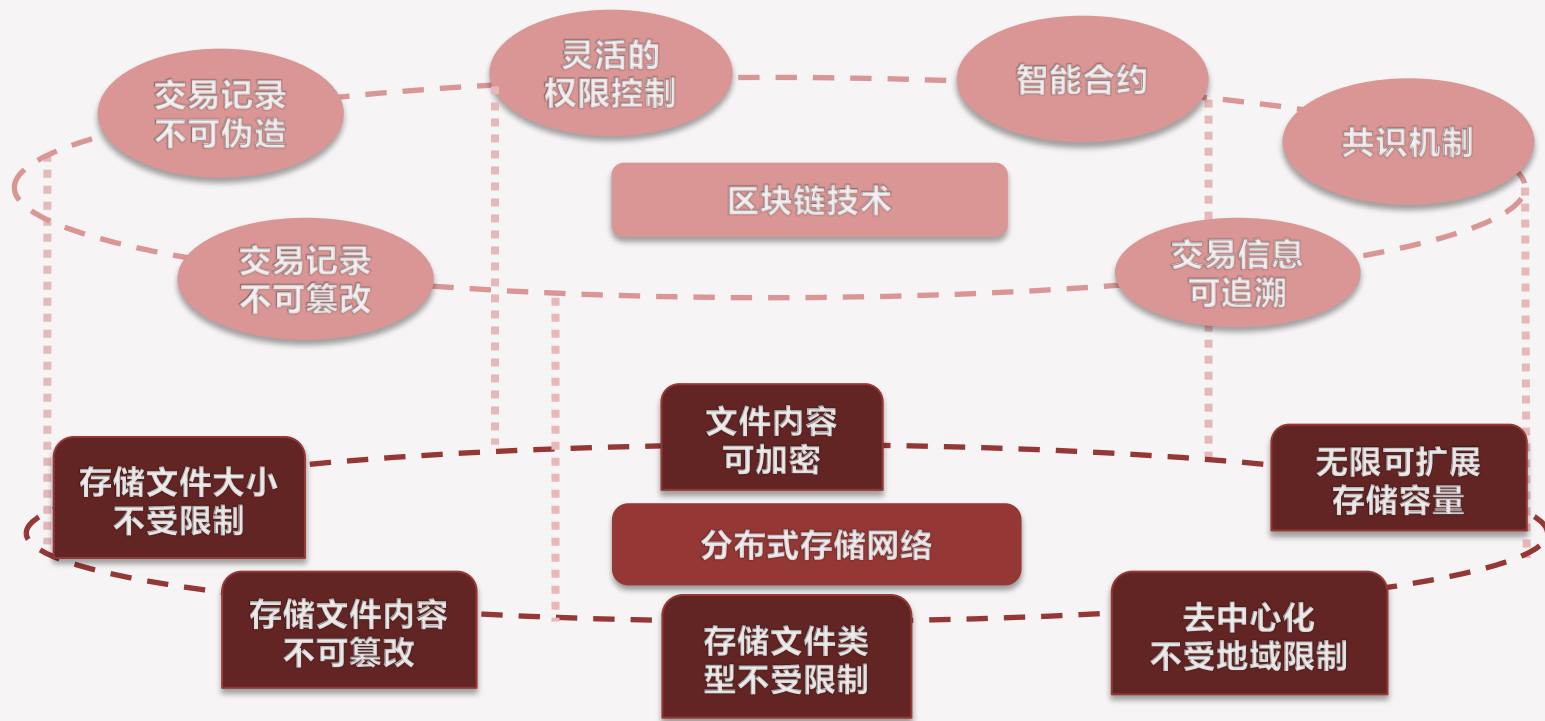 灵活的
权限控制
智能合约
交易记录
不可伪造
共识机制
区块链技术
交易记录
不可篡改
交易信息
可追溯
文件内容
可加密
存储文件大小
不受限制
无限可扩展
存储容量
分布式存储网络
存储文件内容
不可篡改
存储文件类
型不受限制
去中心化
不受地域限制